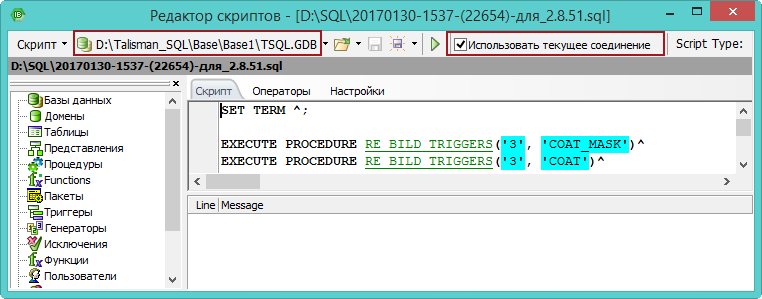 Редактор скриптов - [D:\SQL\20170130-1537-(22654)-для_2.8.51.sql]
Скрипт D:\Talisman_SQL\Base\Base1\TSQL.GDB Использовать текущее соединение Script Type:
D:\SQL\20170130-1537-(22654)-для_2.8.51.sql
Базы данных
Домены
Таблицы
Представления
Процедуры
Functions
Пакеты
Триггеры
Генераторы
Исключения
Функции
Пользователи
Скрипт Операторы Настройки
SET TERM ^;
EXECUTE PROCEDURE RE_BILD_TRIGGERS('3', 'COAT_MASK')^
EXECUTE PROCEDURE RE_BILD_TRIGGERS('3', 'COAT')^
Line Message